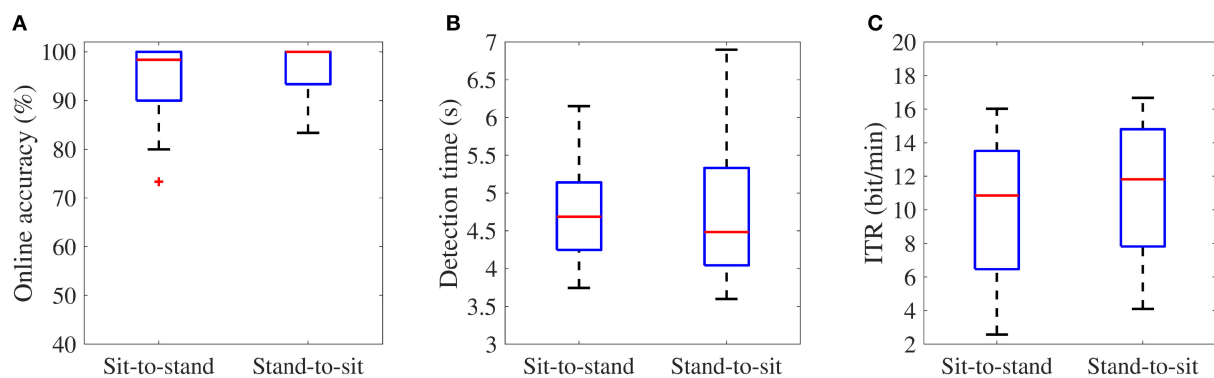 A
Online accuracy (%)
100
90
80
70
60
50
40
Sit-to-stand
Stand-to-sit
B
Detection time (s)
7
6.5
6
5.5
5
4.5
4
3.5
3
Sit-to-stand
Stand-to-sit
C
ITR (bit/min)
20
18
16
14
12
10
8
6
4
2
Sit-to-stand
Stand-to-sit